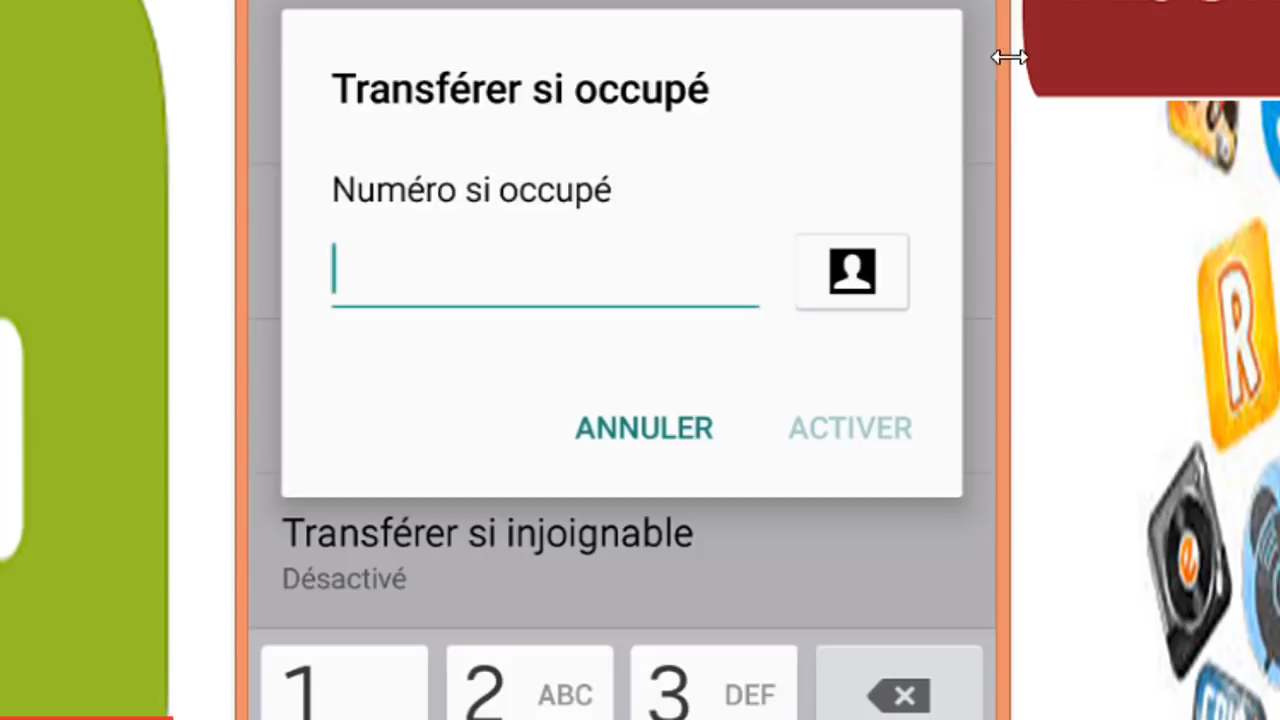 Transférer si occupé
Numéro si occupé
ANNULER ACTIVER
Transférer si injoignable
Désactivé
1 2 ABC 3 DEF
R
e